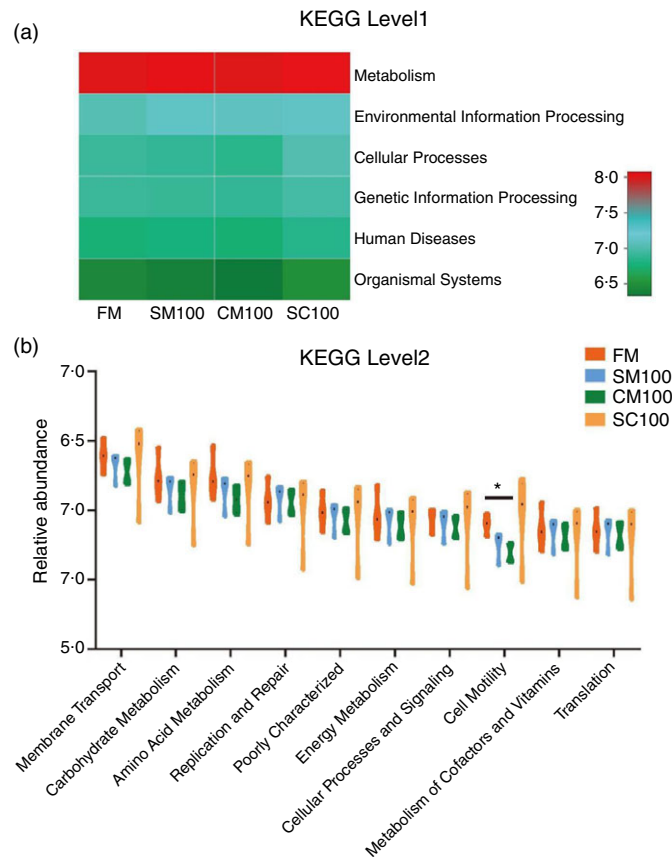 KEGG Level1
(a)
Metabolism
Environmental Information Processing
Cellular Processes
Genetic Information Processing
Human Diseases
Organismal Systems
8·0
7·5
7·0
6·5
FM SM100 CM100 SC100
(b)
KEGG Level2
FM
SM100
CM100
SC100
7·0
6·5
7·0
7·0
5·0
Relative abundance
*
Membrane Transport
Carbohydrate Metabolism
Amino Acid Metabolism
Replication and Repair
Poorly Characterized
Energy Metabolism
Cellular Processes and Signaling
Cell Motility
Metabolism of Cofactors and Vitamins
Translation